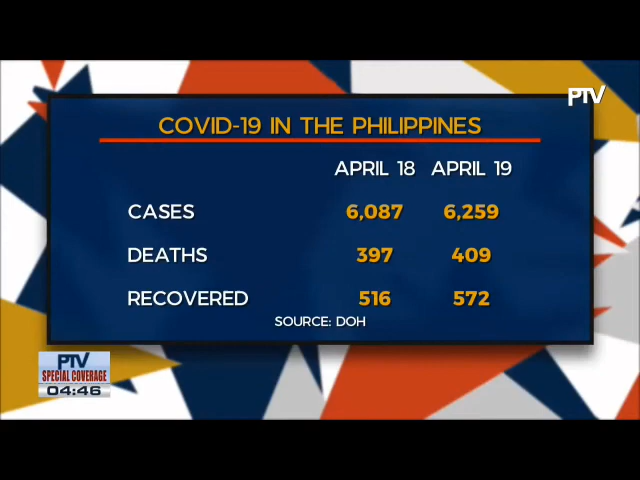 PTV
COVID-19 IN THE PHILIPPINES
APRIL 18 APRIL 19
CASES 6,087 6,259
DEATHS 397 409
RECOVERED 516 572
SOURCE: DOH
PTV
SPECIAL COVERAGE
04:46